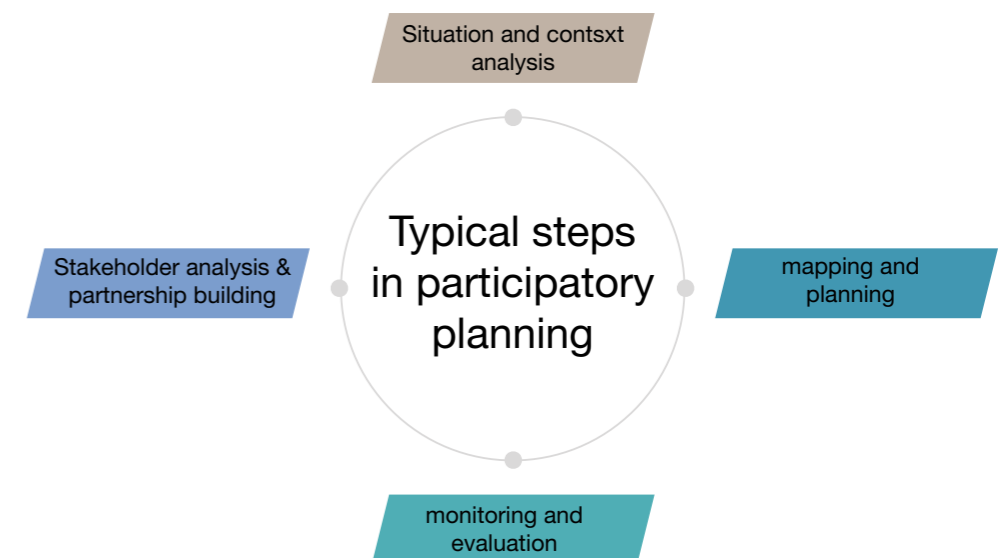 Situation and contsxt
analysis
Typical steps
in participatory
planning
Stakeholder analysis &
partnership building
mapping and
planning
monitoring and
evaluation